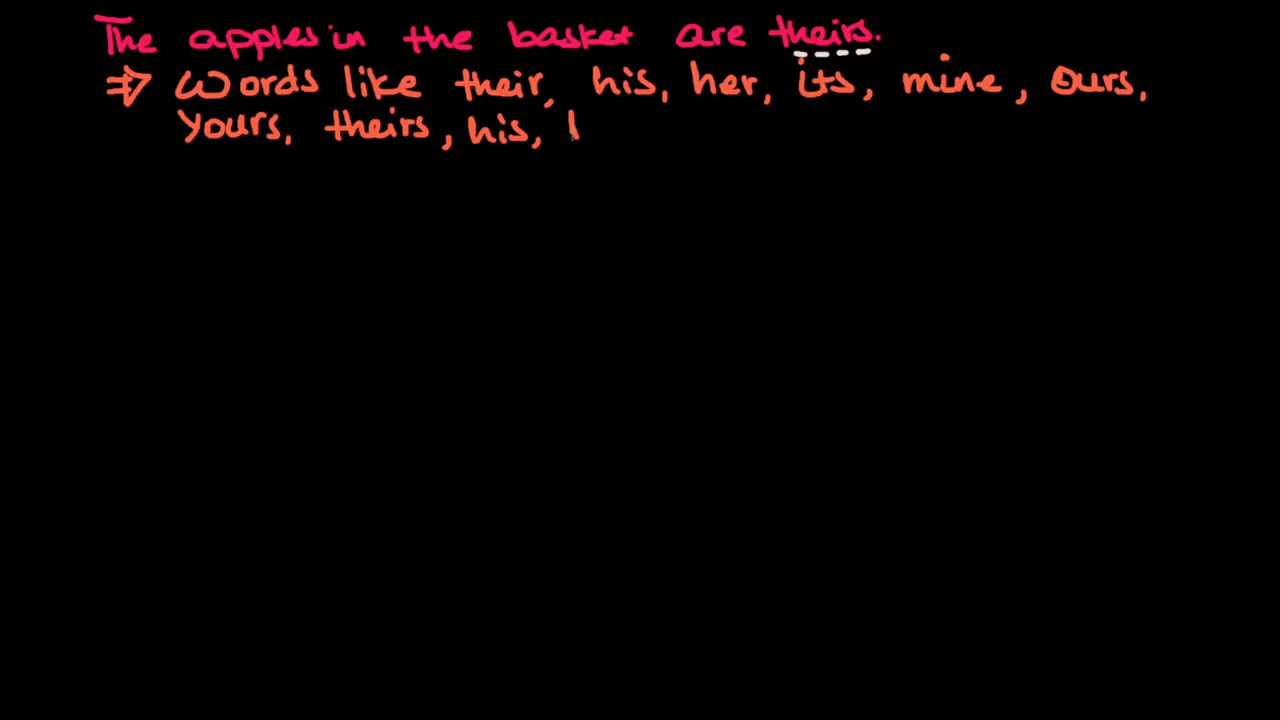 The apples in the basket are theirs.
⇒ Words like their, his, her, its, mine, ours,
yours, theirs, his,